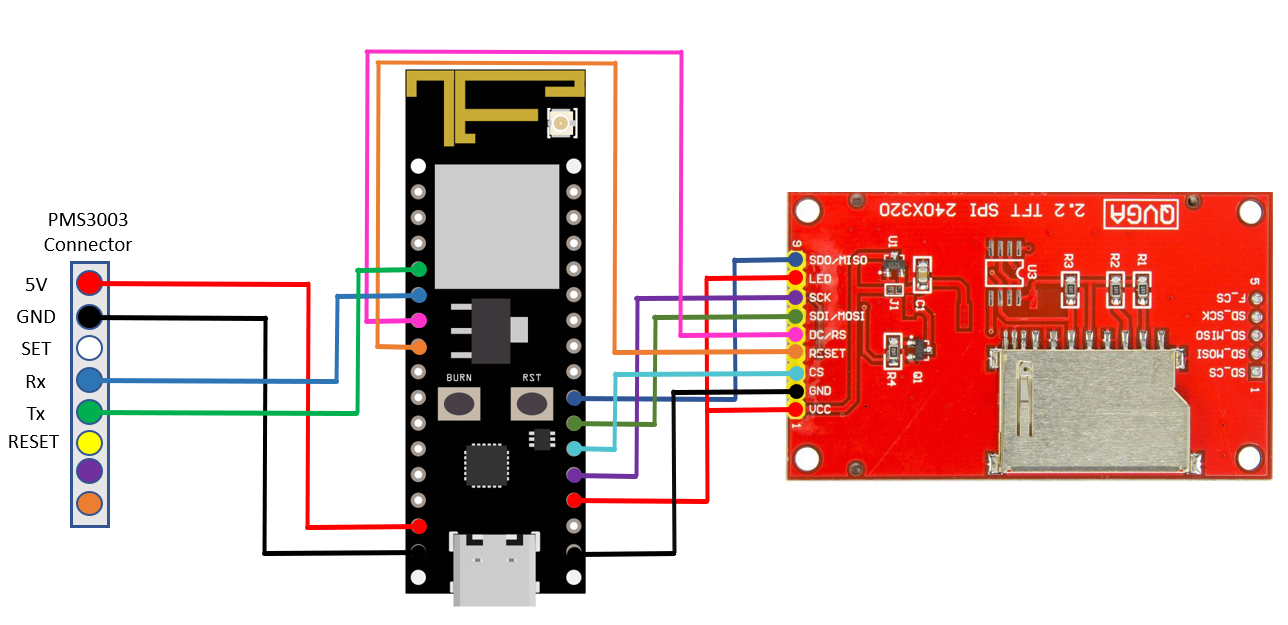 PMS3003
Connector
5V
GND
SET
Rx
Tx
RESET
BURN
RST
2.2 TFT SPI 240X320
QVGA
9
SDO/MISO
LED
SCK
SDI/MOSI
DC/RS
RESET
CS
GND
VCC
1
U1
J1
C1
R4
Q1
U3
R3
R2
R1
5
F_CS
SD_SCK
SD_MISO
SD_MOSI
SD_CS
1